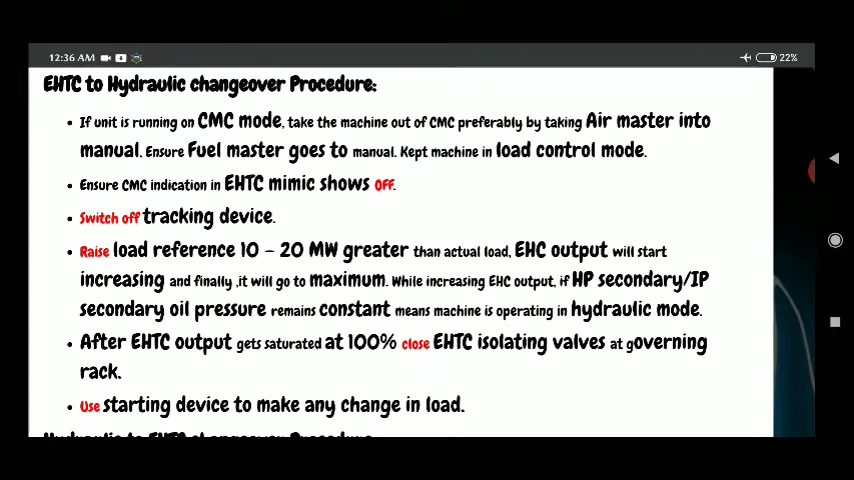 12:36 AM
22%
EHTC to Hydraulic changeover Procedure:
• If unit is running on CMC mode, take the machine out of CMC preferably by taking Air master into
manual. Ensure Fuel master goes to manual. Kept machine in load control mode.
• Ensure CMC indication in EHTC mimic shows OFF.
• Switch off tracking device.
• Raise load reference 10 – 20 MW greater than actual load, EHC output will start
increasing and finally ,it will go to maximum. While increasing EHC output, if HP secondary/IP
secondary oil pressure remains constant means machine is operating in hydraulic mode.
• After EHTC output gets saturated at 100% close EHTC isolating valves at governing
rack.
• Use starting device to make any change in load.
Hydraulic to EHTC changeover Procedure